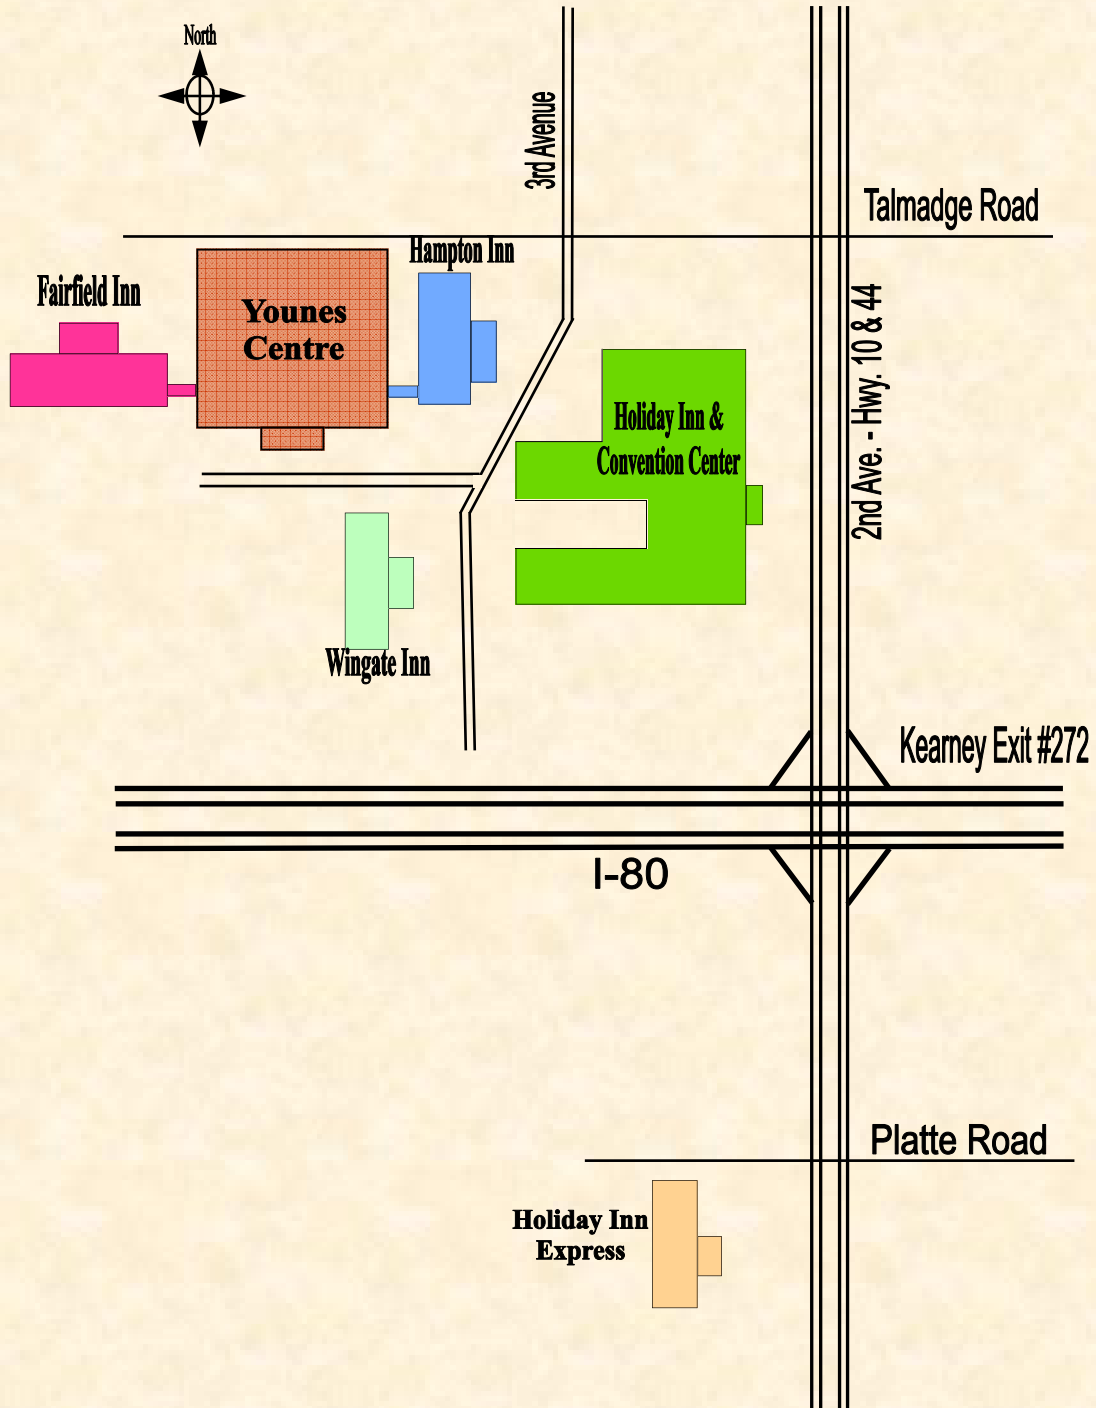 North
3rd Avenue
Talmadge Road
Hampton Inn
Fairfield Inn
Younes
Centre
2nd Ave. - Hwy. 10 & 44
Holiday Inn &
Convention Center
Wingate Inn
Kearney Exit #272
I-80
Platte Road
Holiday Inn
Express